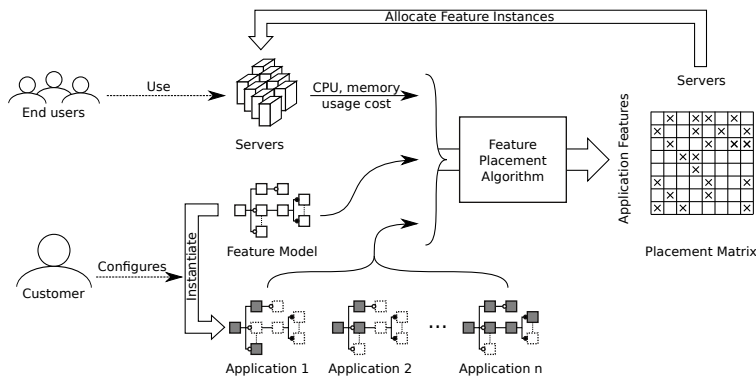 Allocate Feature Instances
Servers
Use
CPU, memory
usage cost
End users
Servers
Feature
Placement
Algorithm
Application Features
Feature Model
Placement Matrix
Customer
Configures
Instantiate
...
Application 1
Application 2
Application n